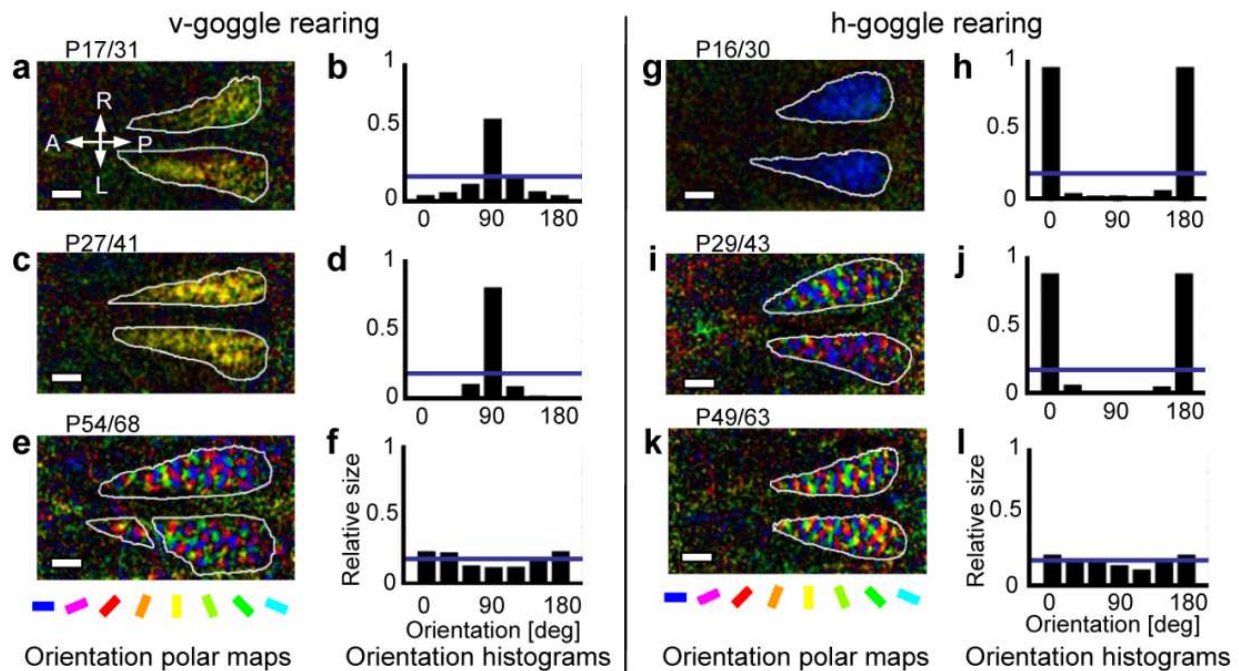 v-goggle rearing
h-goggle rearing
a
P17/31
R
A
P
L
b
1
0.5
0
0 90 180
c
P27/41
d
1
0.5
0
0 90 180
e
P54/68
f
1
0.5
0
Relative size
0 90 180
Orientation [deg]
Orientation polar maps
Orientation histograms
g
P16/30
h
1
0.5
0
0 90 180
i
P29/43
j
1
0.5
0
0 90 180
k
P49/63
l
1
0.5
0
Relative size
0 90 180
Orientation [deg]
Orientation polar maps
Orientation histograms